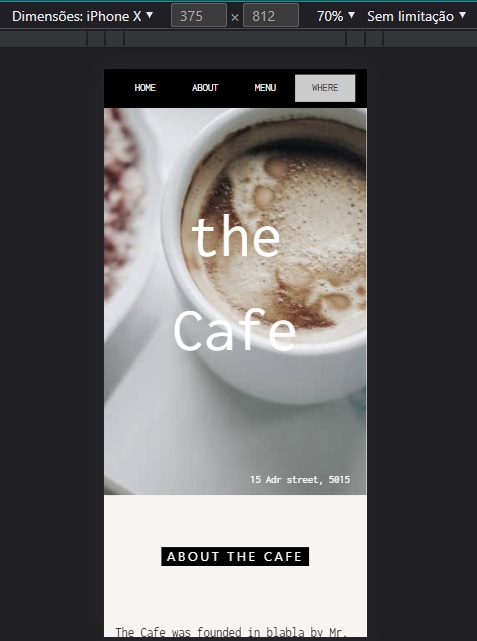 Dimensões: iPhone X ▼ 375 × 812 70% ▼ Sem limitação ▼
HOME ABOUT MENU WHERE
the
Cafe
15 Adr street, 5015
ABOUT THE CAFE
The Cafe was founded in blabla by Mr.